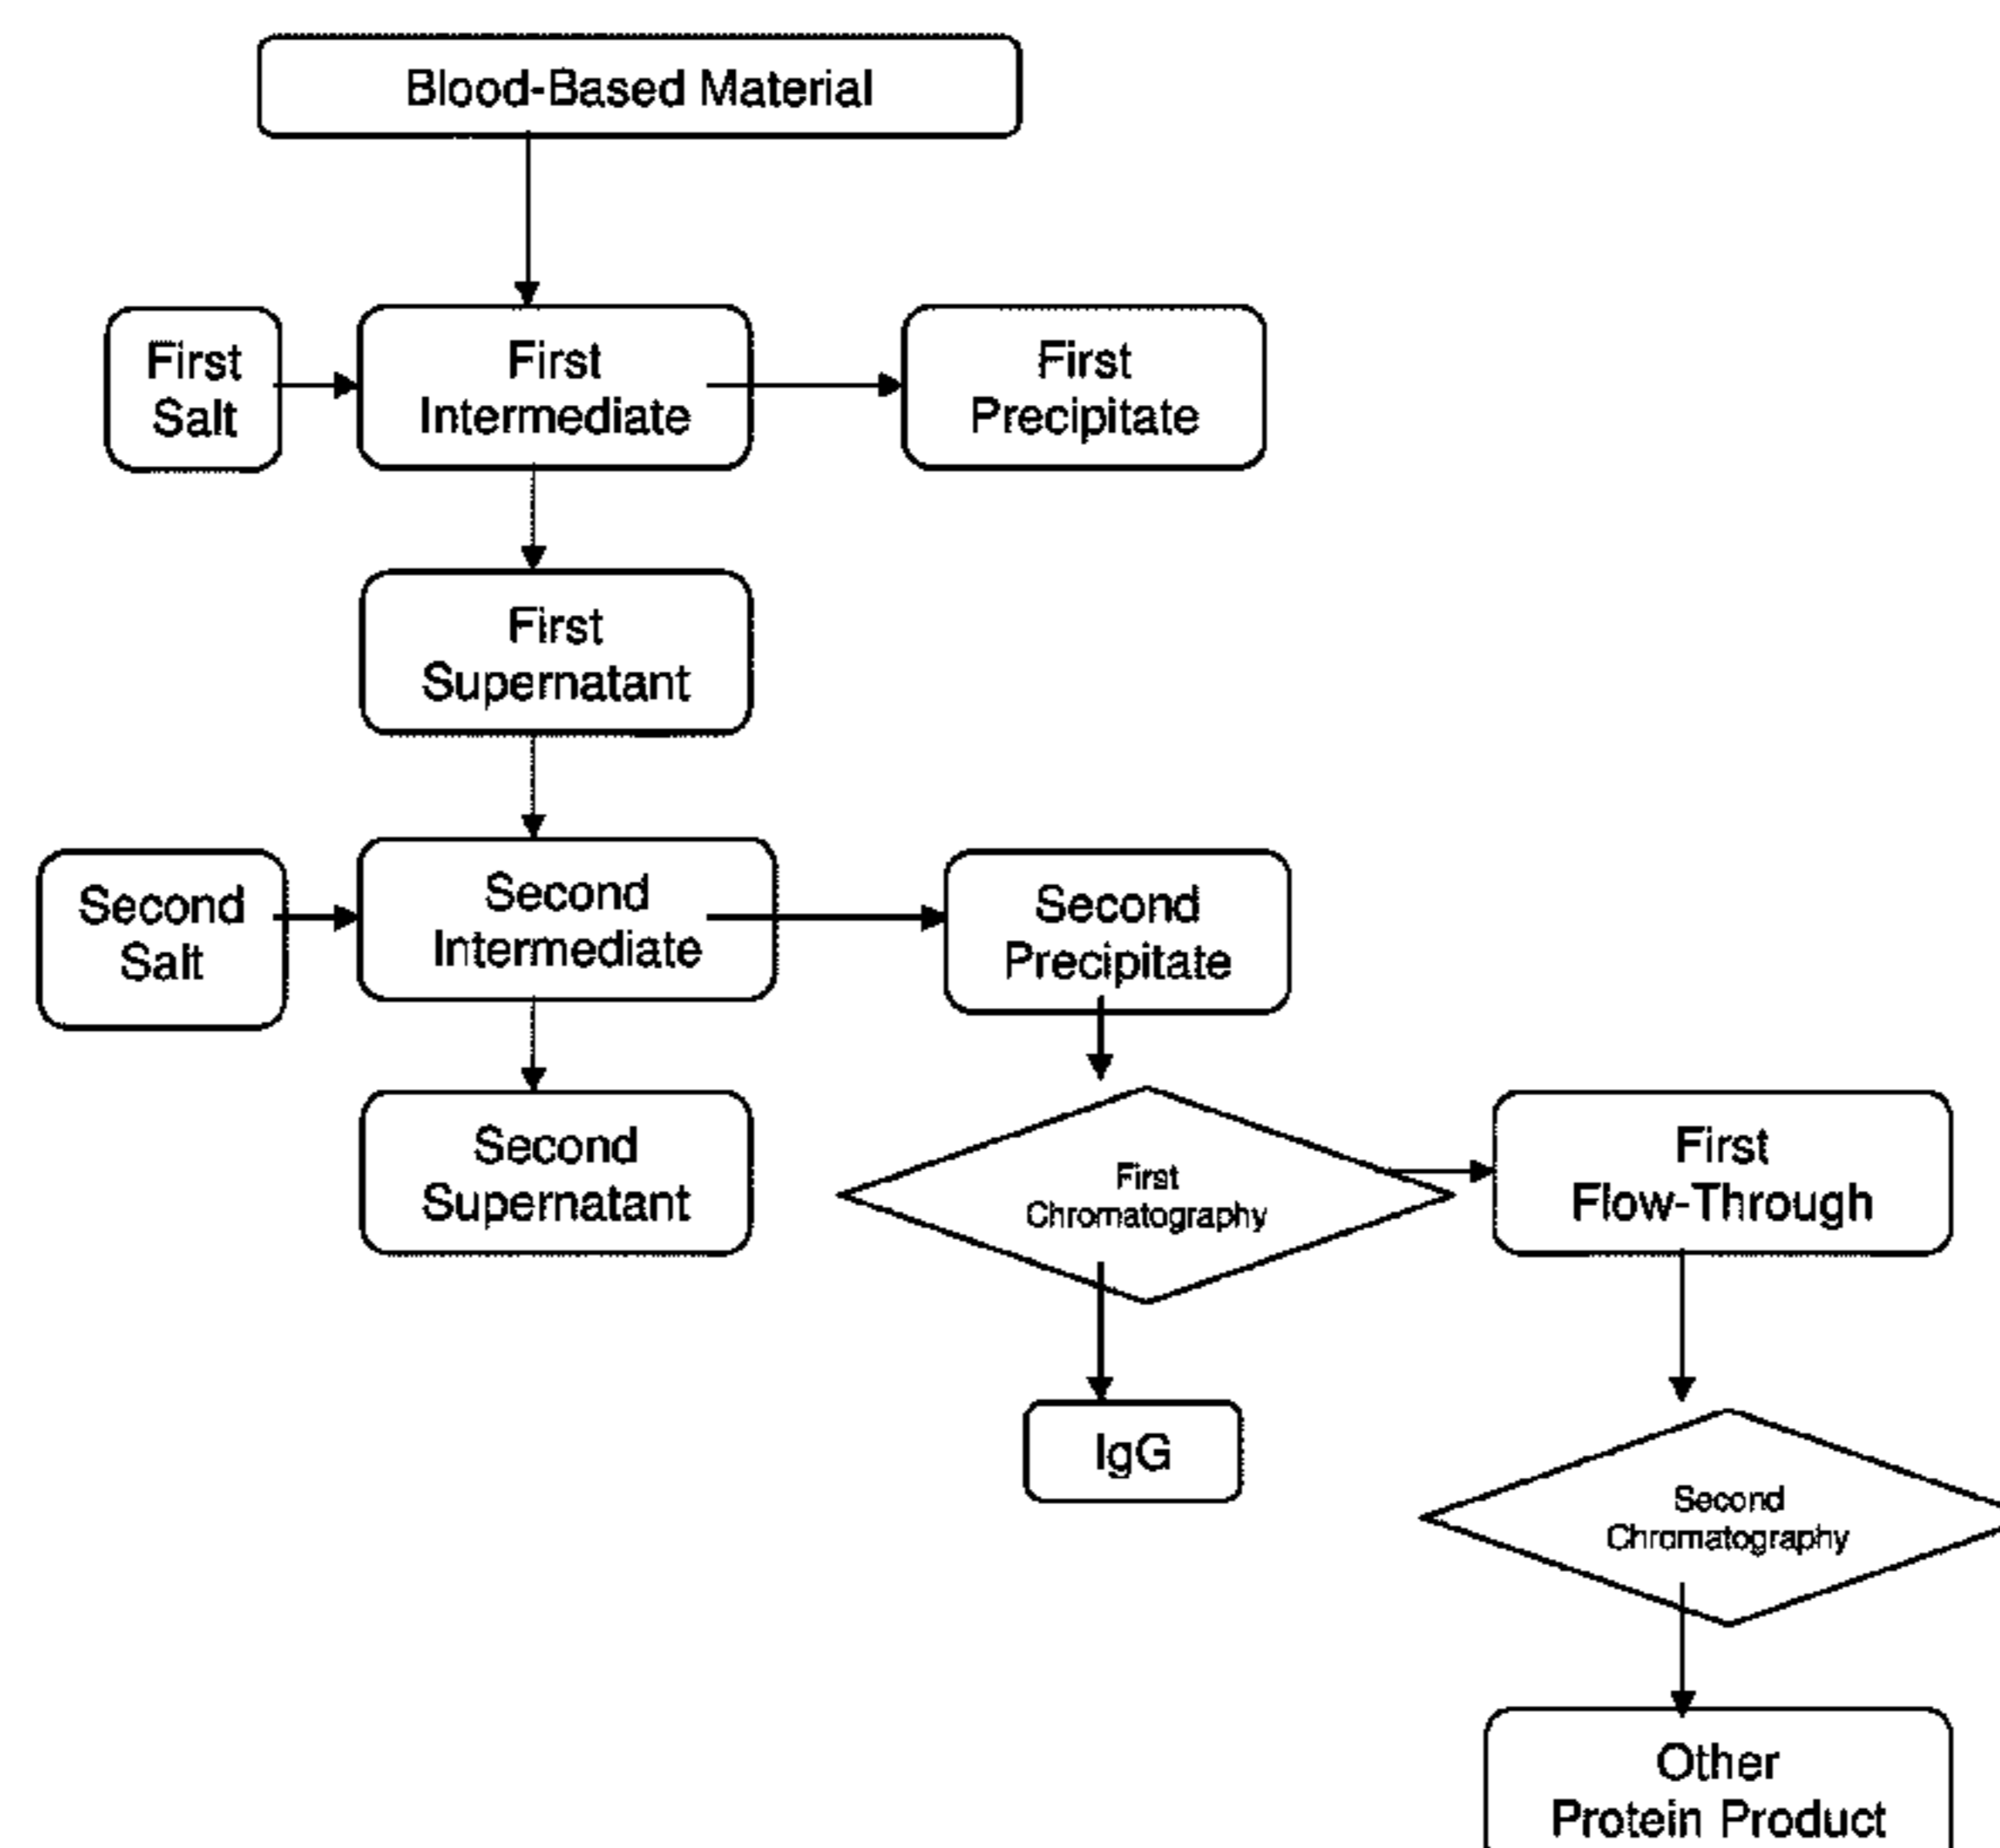 Blood-Based Material
First
Salt
First
Intermediate
First
Precipitate
First
Supernatant
Second
Salt
Second
Intermediate
Second
Precipitate
Second
Supernatant
First
Chromatography
First
Flow-Through
IgG
Second
Chromatography
Other
Protein Product